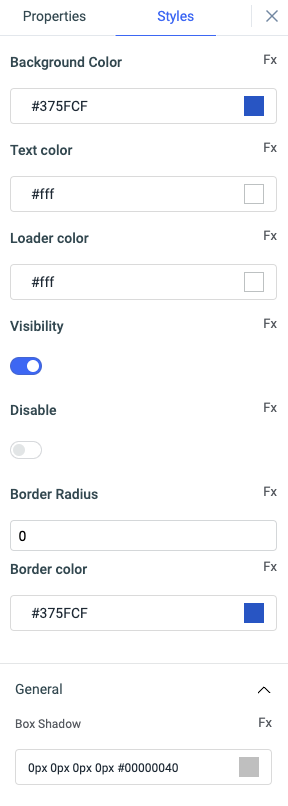 Properties Styles
Background Color Fx
#375FCF
Text color Fx
#fff
Loader color Fx
#fff
Visibility Fx
Disable Fx
Border Radius Fx
0
Border color Fx
#375FCF
General
Box Shadow Fx
0px 0px 0px 0px #00000040